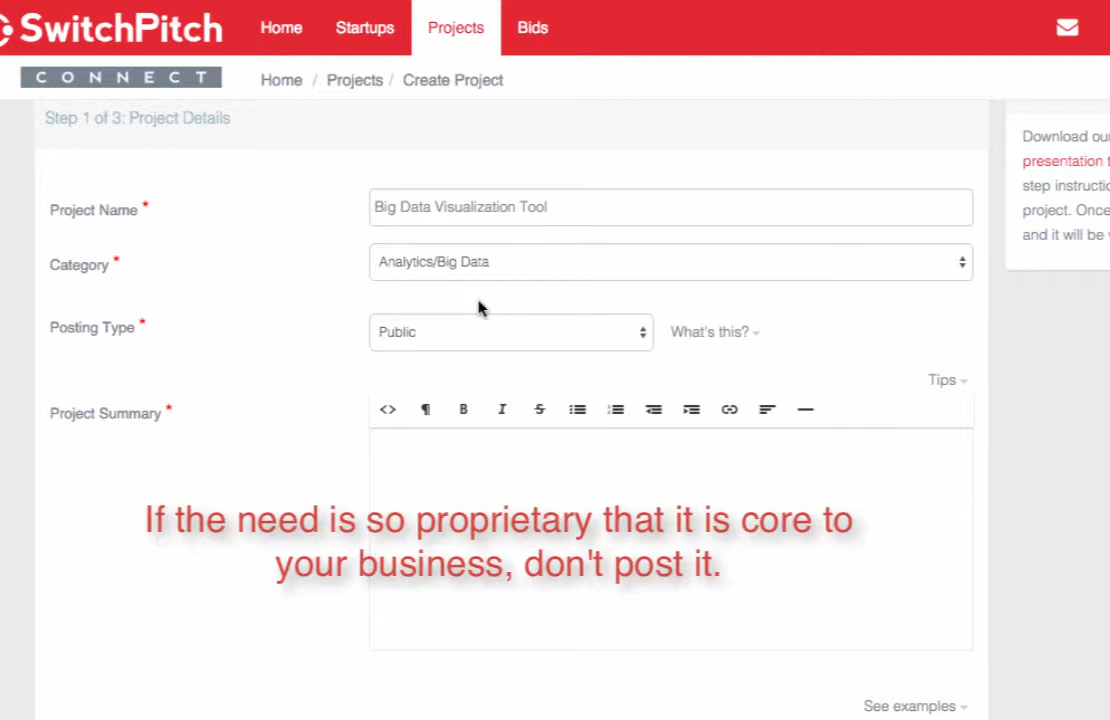 SwitchPitch
Home Startups Projects Bids
CONNECT
Home / Projects / Create Project
Step 1 of 3: Project Details
Download our
presentation
step
project. Once
and it will be
Project Name *
Big Data Visualization Tool
Category *
Analytics/Big Data
Posting Type *
Public
What's this?
Tips
Project Summary *
<> ¶ B I S
If the need is so proprietary that it is core to
your business, don't post it.
See examples